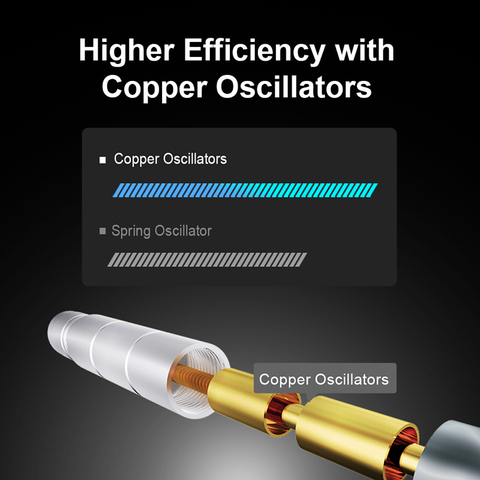 Higher Efficiency with
Copper Oscillators
Copper Oscillators
Spring Oscillator
Copper Oscillators